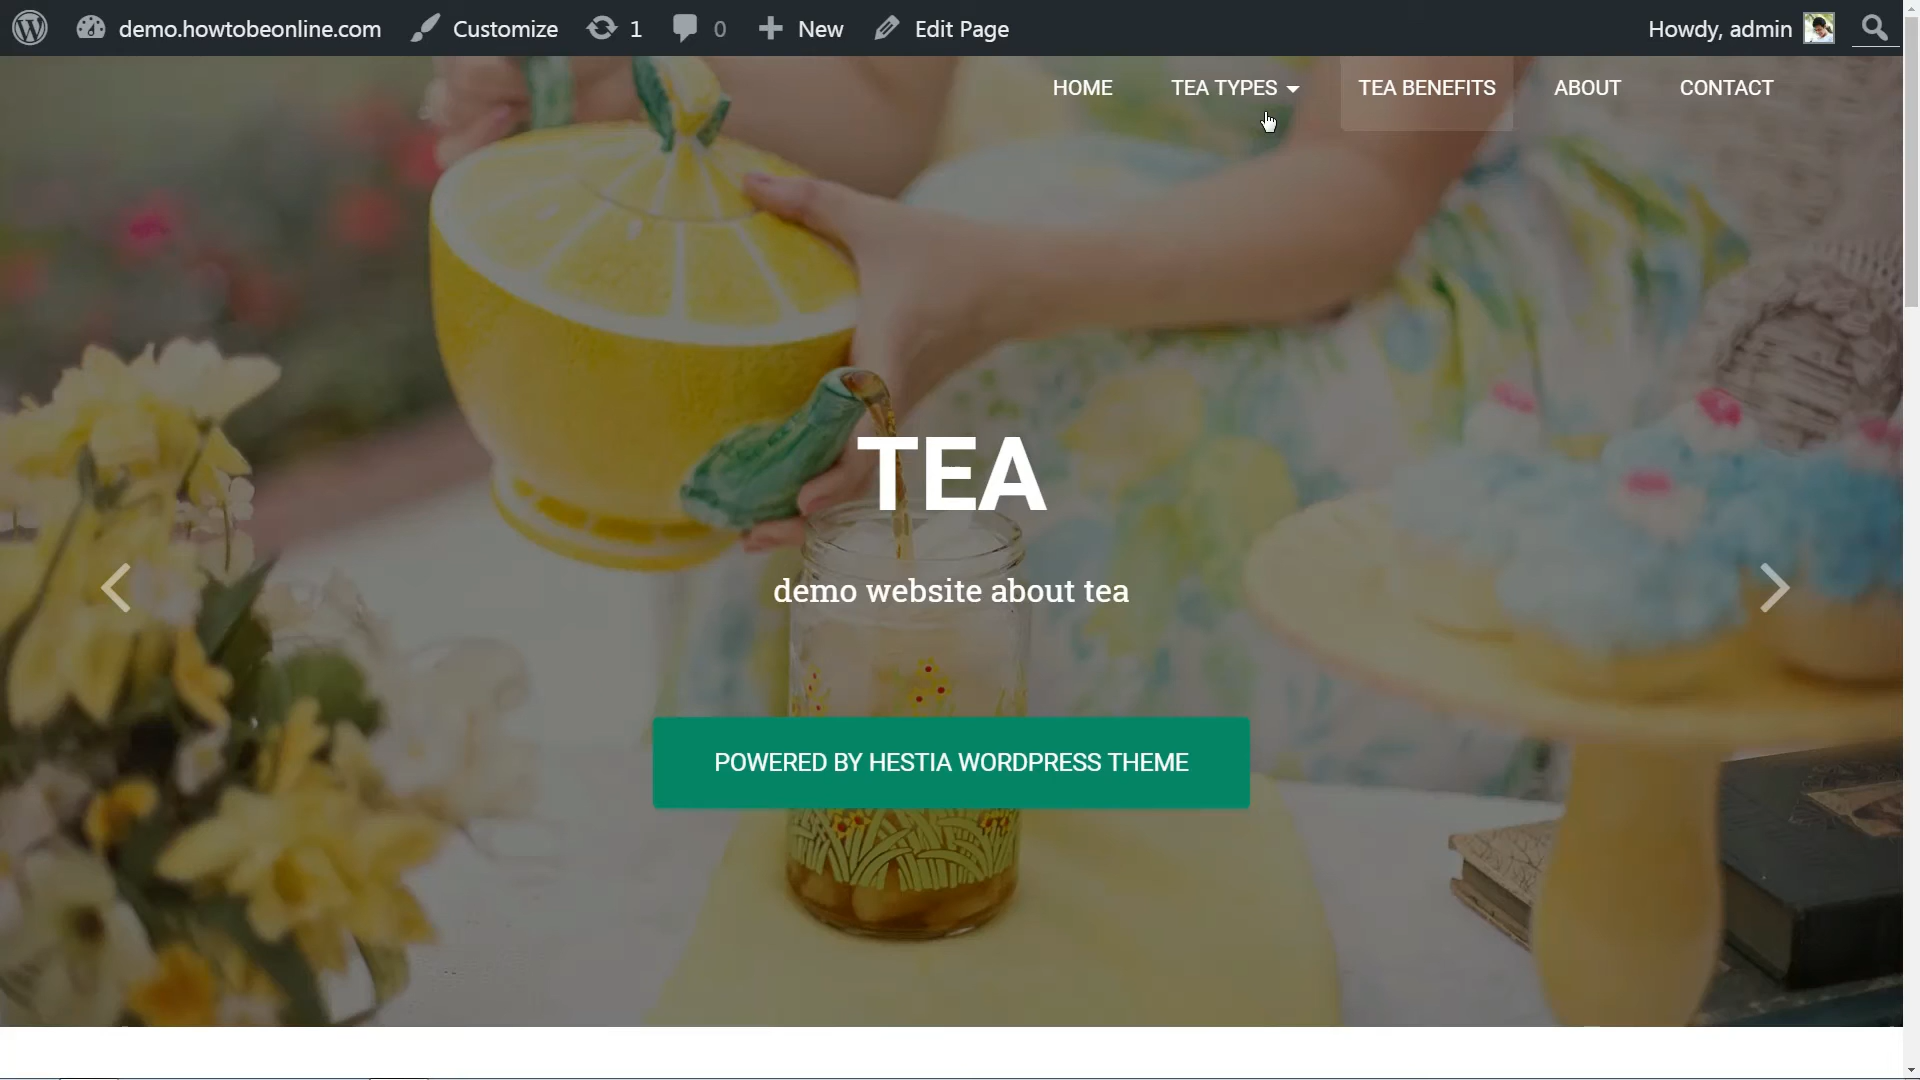 demo.howtobeonline.com Customize 1 0 New Edit Page Howdy, admin
HOME TEA TYPES TEA BENEFITS ABOUT CONTACT
TEA
demo website about tea
POWERED BY HESTIA WORDPRESS THEME